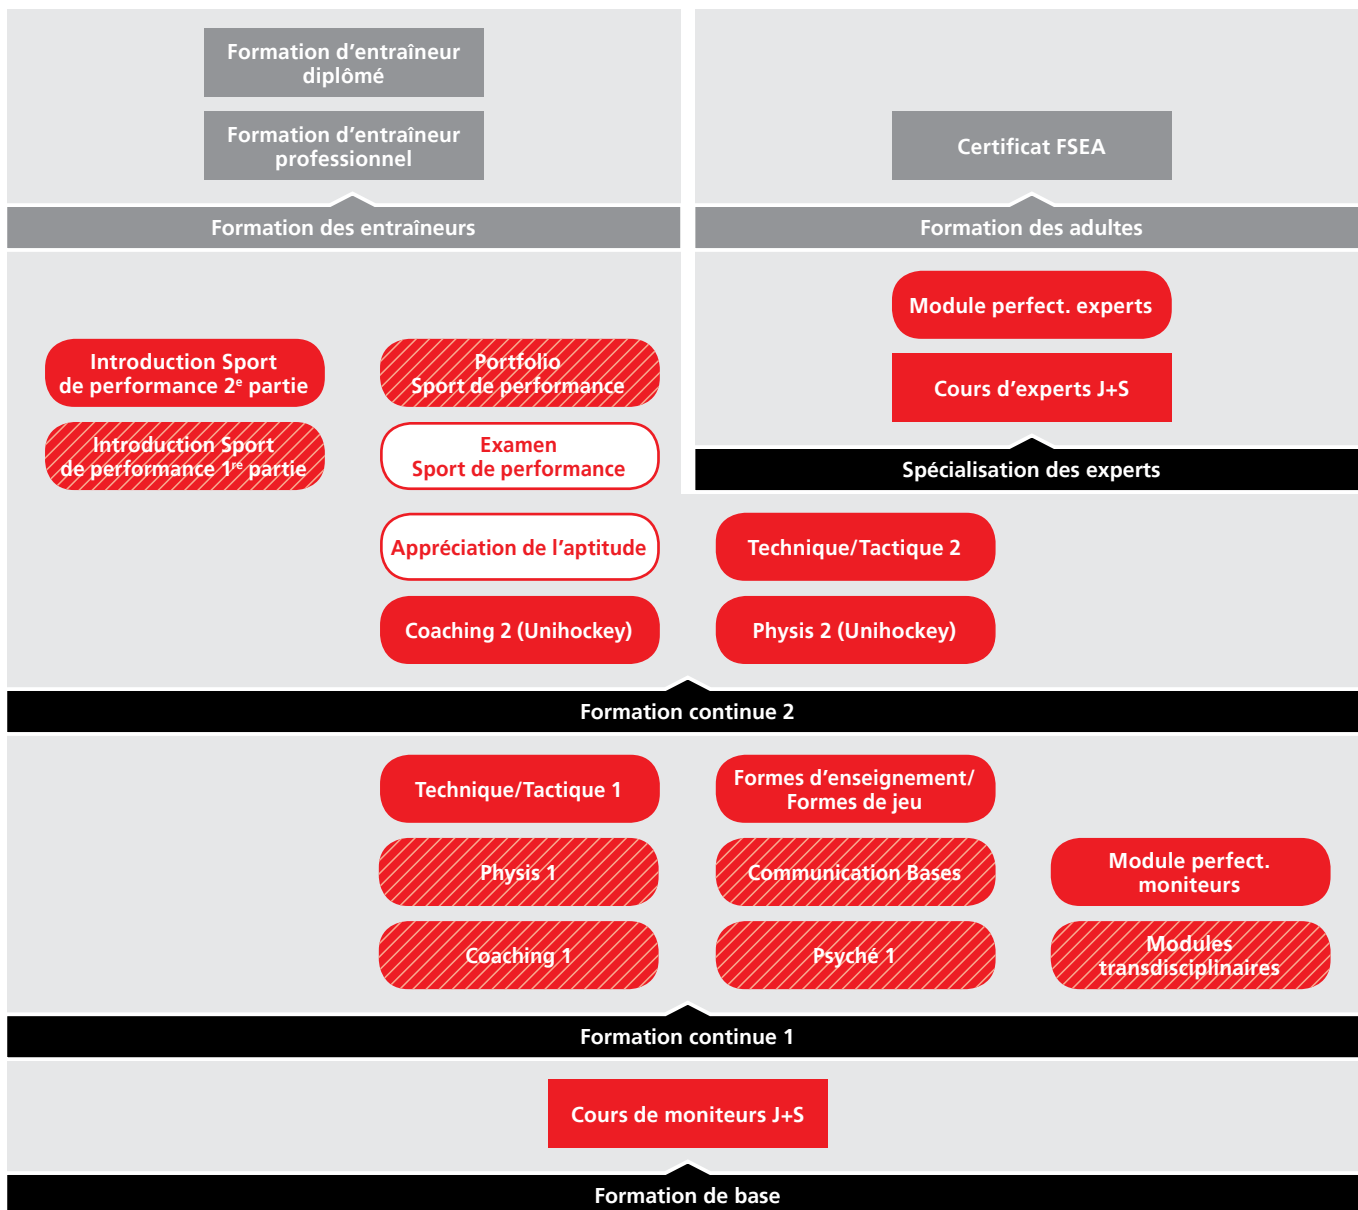 Formation d’entraîneur
diplômé
Formation d’entraîneur
professionnel
Certificat FSEA
Formation des entraîneurs
Formation des adultes
Module perfect. experts
Introduction Sport
de performance 2e partie
Portfolio
Sport de performance
Cours d’experts J+S
Introduction Sport
de performance 1re partie
Examen
Sport de performance
Spécialisation des experts
Appréciation de l’aptitude
Technique/Tactique 2
Coaching 2 (Unihockey)
Physis 2 (Unihockey)
Formation continue 2
Technique/Tactique 1
Formes d’enseignement/
Formes de jeu
Physis 1
Communication Bases
Module perfect.
moniteurs
Coaching 1
Psyché 1
Modules
transdisciplinaires
Formation continue 1
Cours de moniteurs J+S
Formation de base